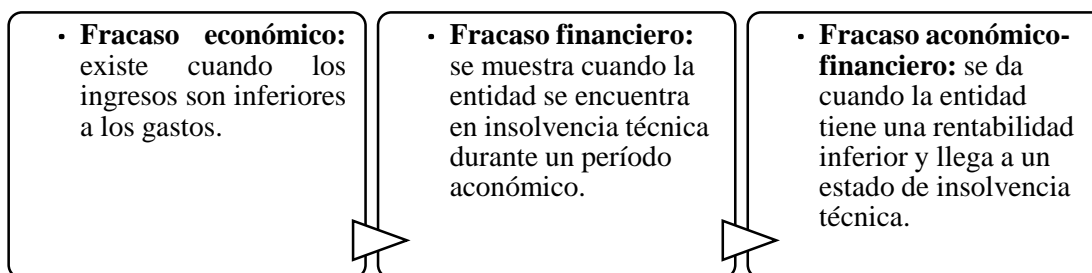 · Fracaso económico:
existe cuando los
ingresos son inferiores
a los gastos.
· Fracaso financiero:
se muestra cuando la
entidad se encuentra
en insolvencia técnica
durante un período
aconómico.
· Fracaso aconómico-
financiero: se da
cuando la entidad
tiene una rentabilidad
inferior y llega a un
estado de insolvencia
técnica.